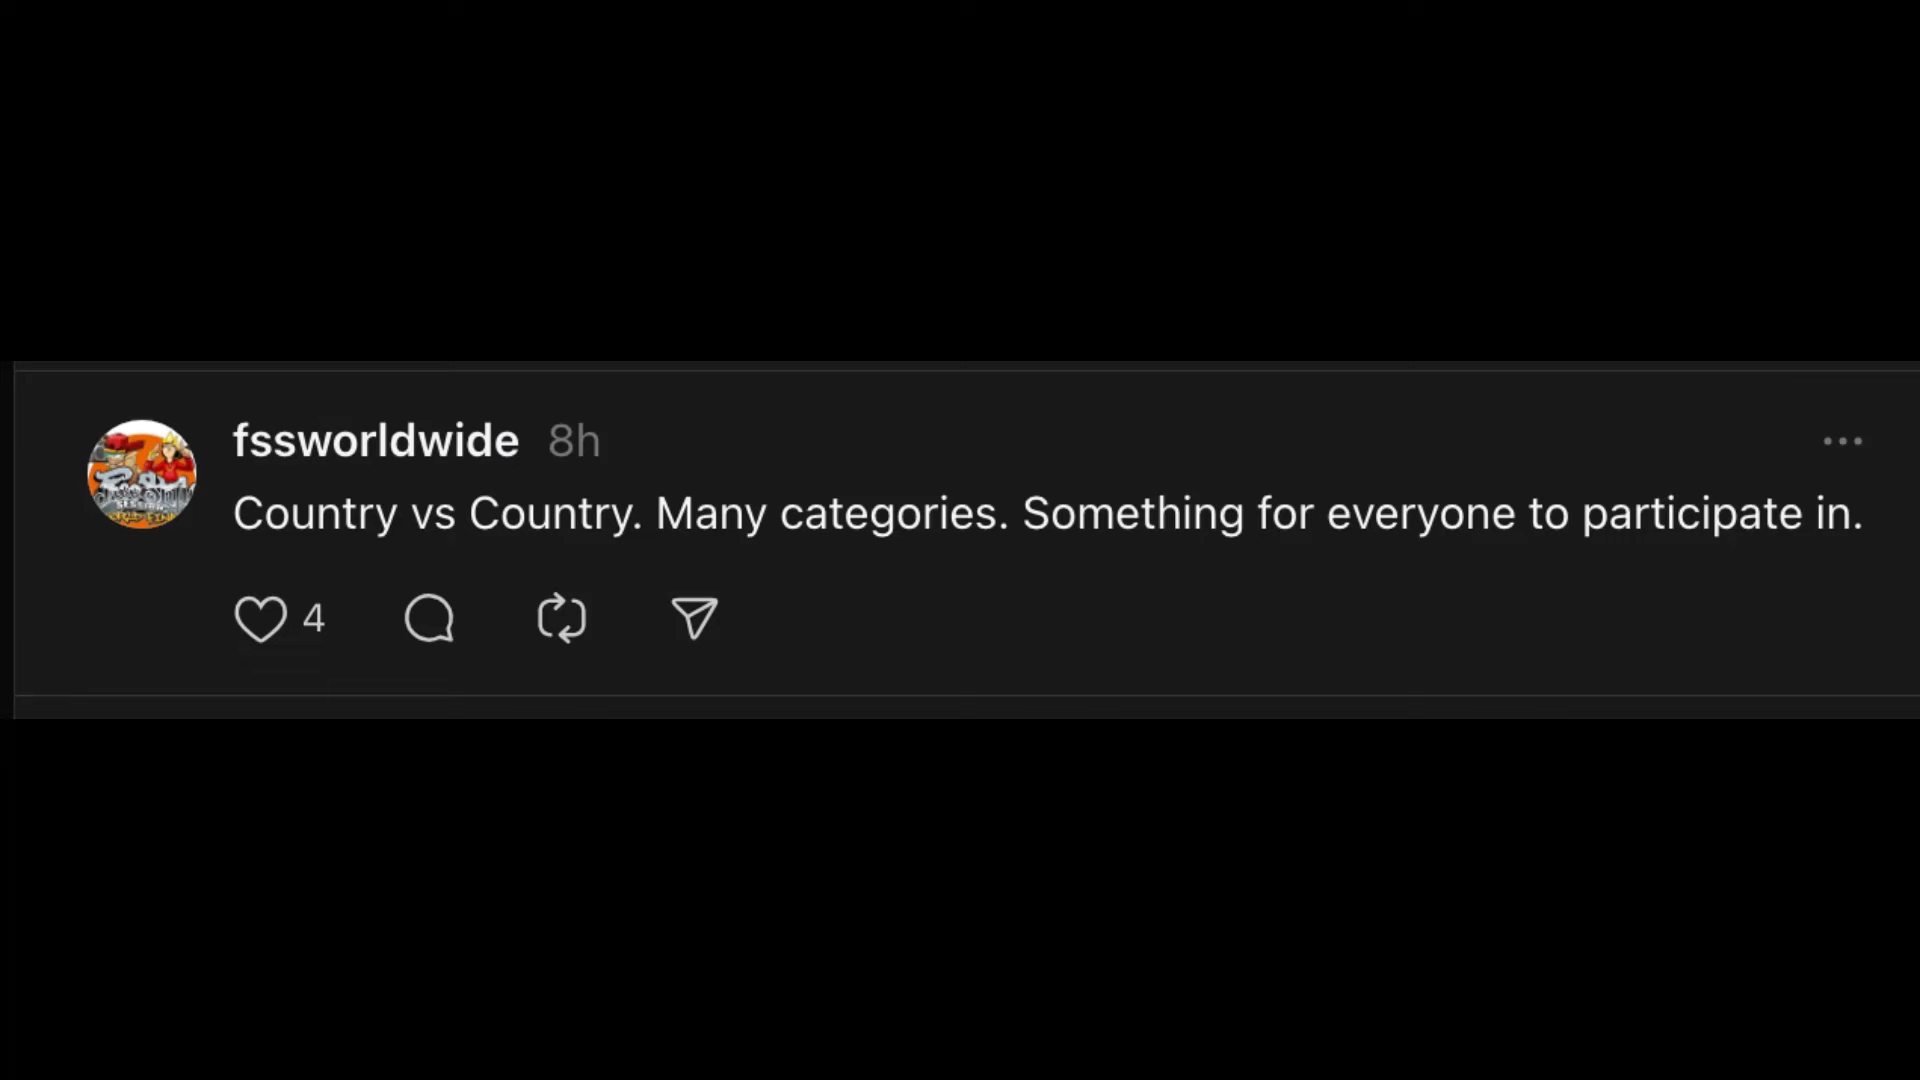 fssworldwide 8h
Country vs Country. Many categories. Something for everyone to participate in.
4